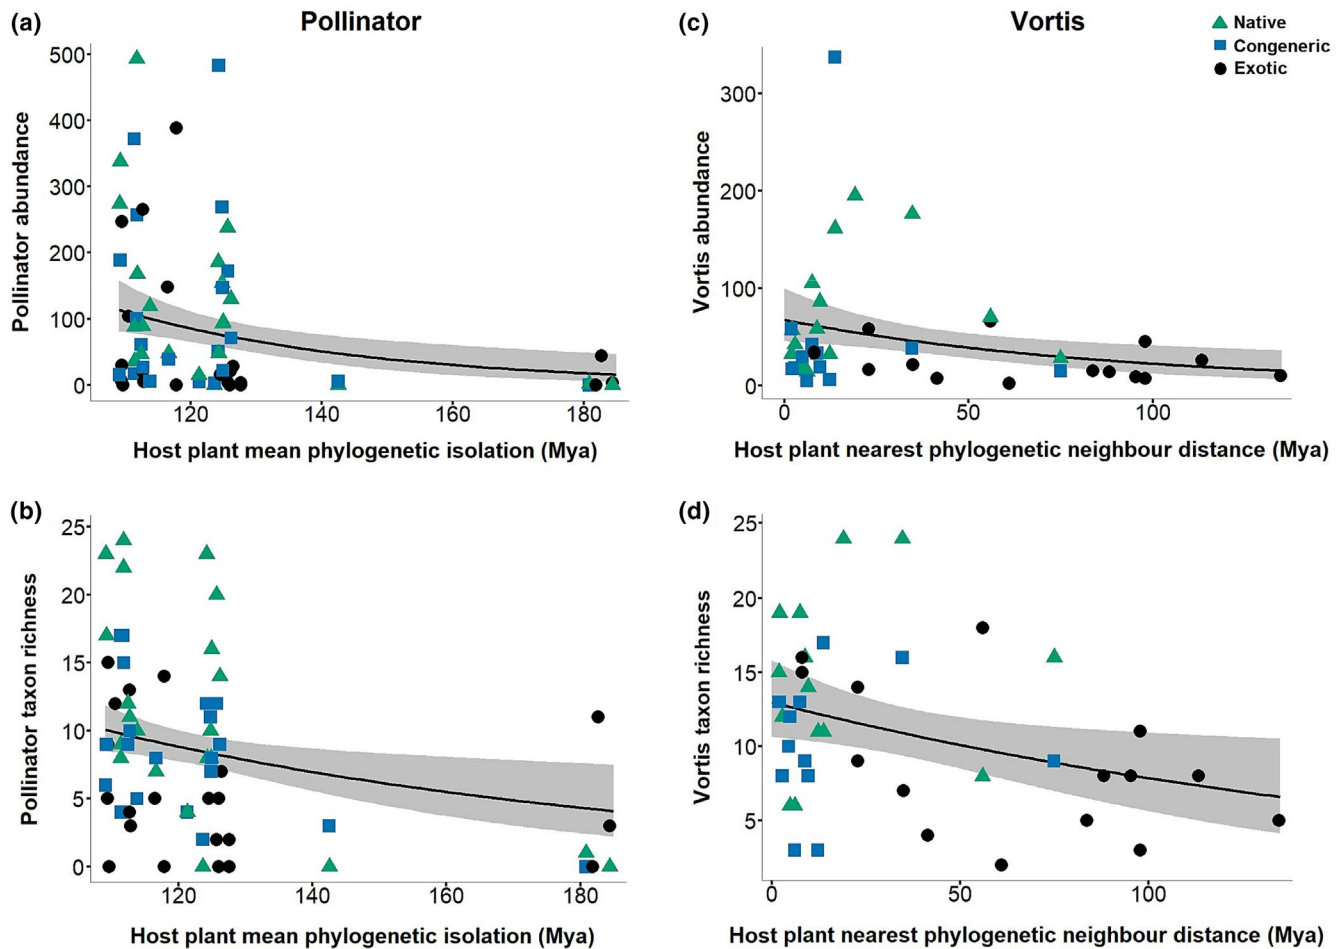 (a)
Pollinator
500
400
300
200
100
0
Pollinator abundance
120
140
160
180
Host plant mean phylogenetic isolation (Mya)
(c)
Vortis
Native
Congeneric
Exotic
300
200
100
0
Vortis abundance
0
50
100
Host plant nearest phylogenetic neighbour distance (Mya)
(b)
25
20
15
10
5
0
Pollinator taxon richness
120
140
160
180
Host plant mean phylogenetic isolation (Mya)
(d)
25
20
15
10
5
Vortis taxon richness
0
50
100
Host plant nearest phylogenetic neighbour distance (Mya)